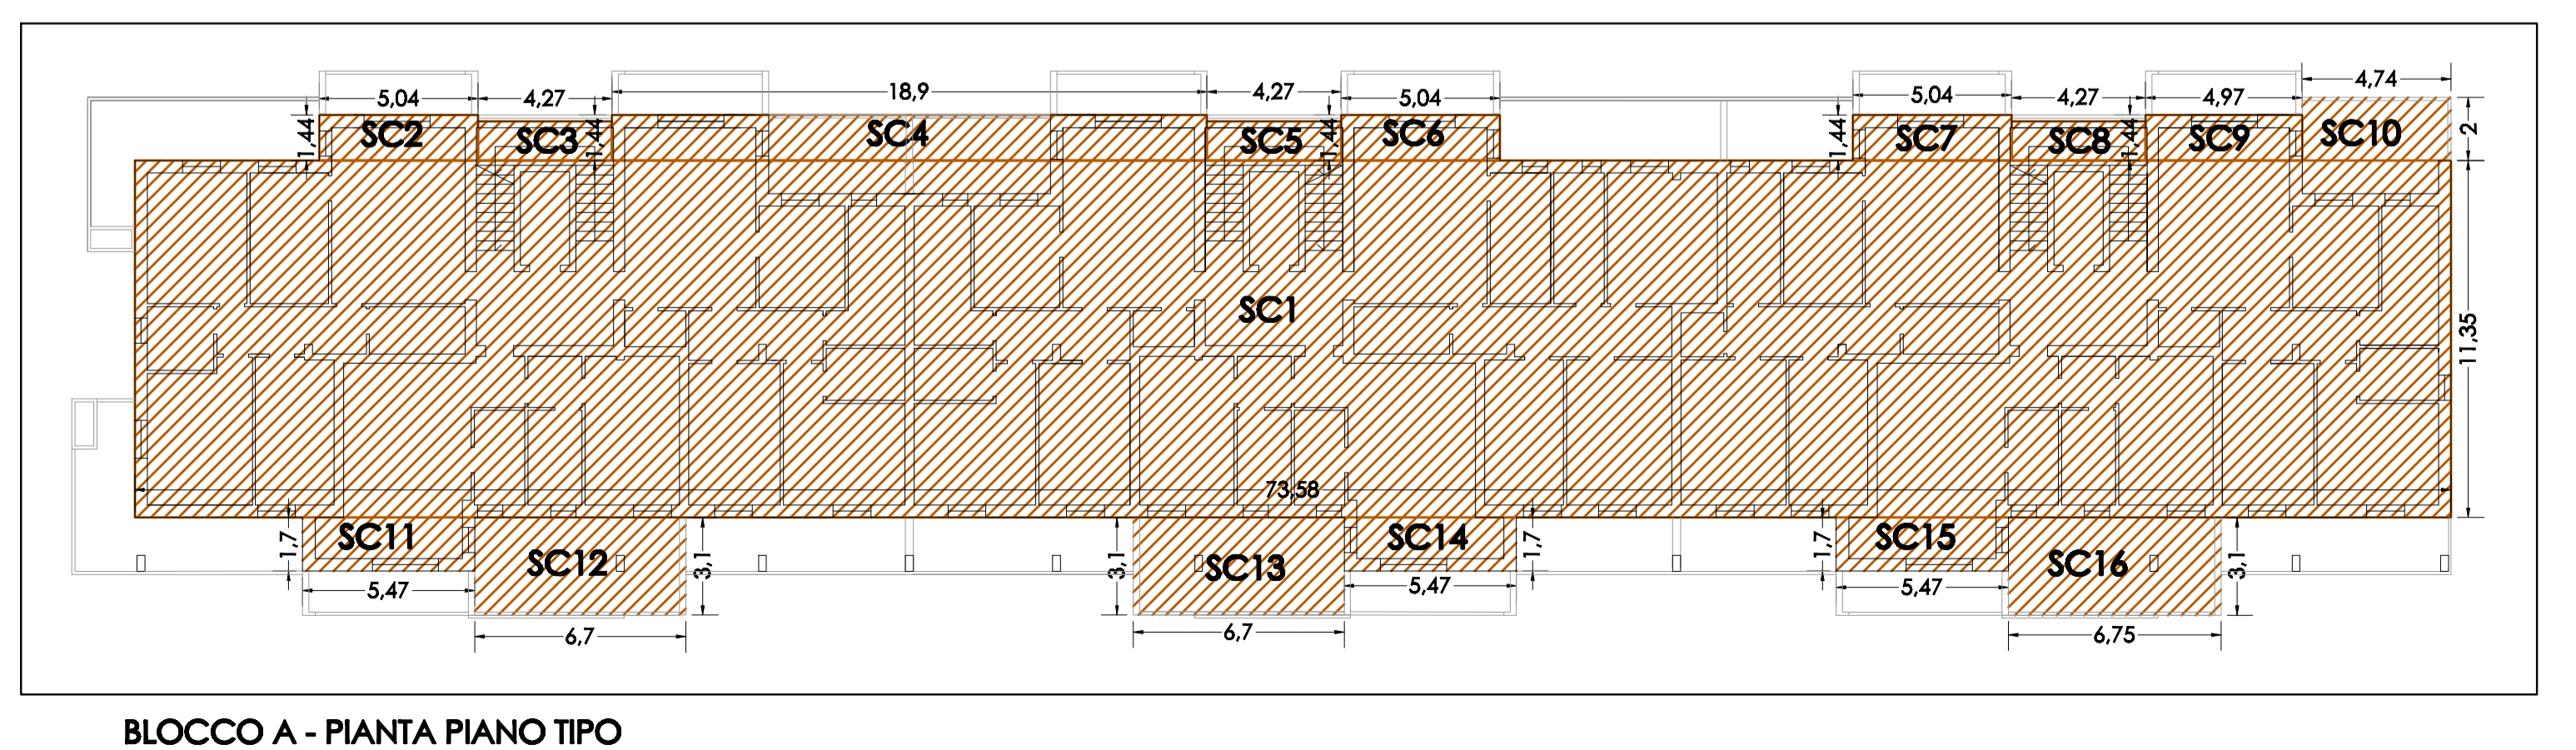 4,74
18,9
4,27
5,04
5,04
4,27
5,04
5,04
4,27
4,97
1,44
SC2
SC3
1,44
SC4
SC5
1,44
SC6
1,44
SC7
SC8
1,44
SC9
SC10
2
SC1
11,35
73,58
1,7
SC11
SC12
3,1
3,1
SC13
SC14
1,7
1,7
SC15
SC16
3,1
5,47
5,47
5,47
6,7
6,7
6,75
BLOCCO A - PIANTA PIANO TIPO